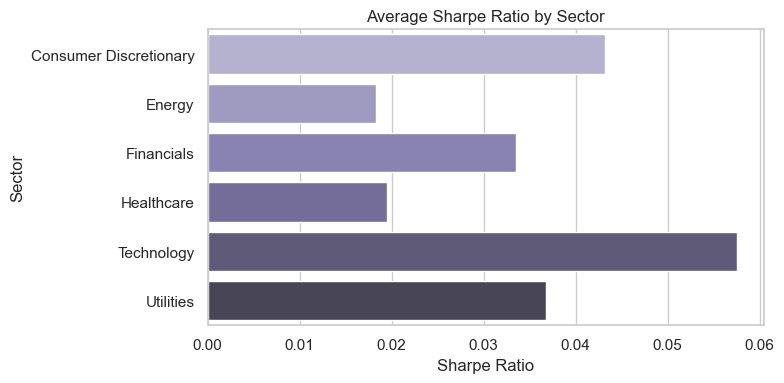 Average Sharpe Ratio by Sector
Sector
Consumer Discretionary
Energy
Financials
Healthcare
Technology
Utilities
0.00 0.01 0.02 0.03 0.04 0.05 0.06
Sharpe Ratio